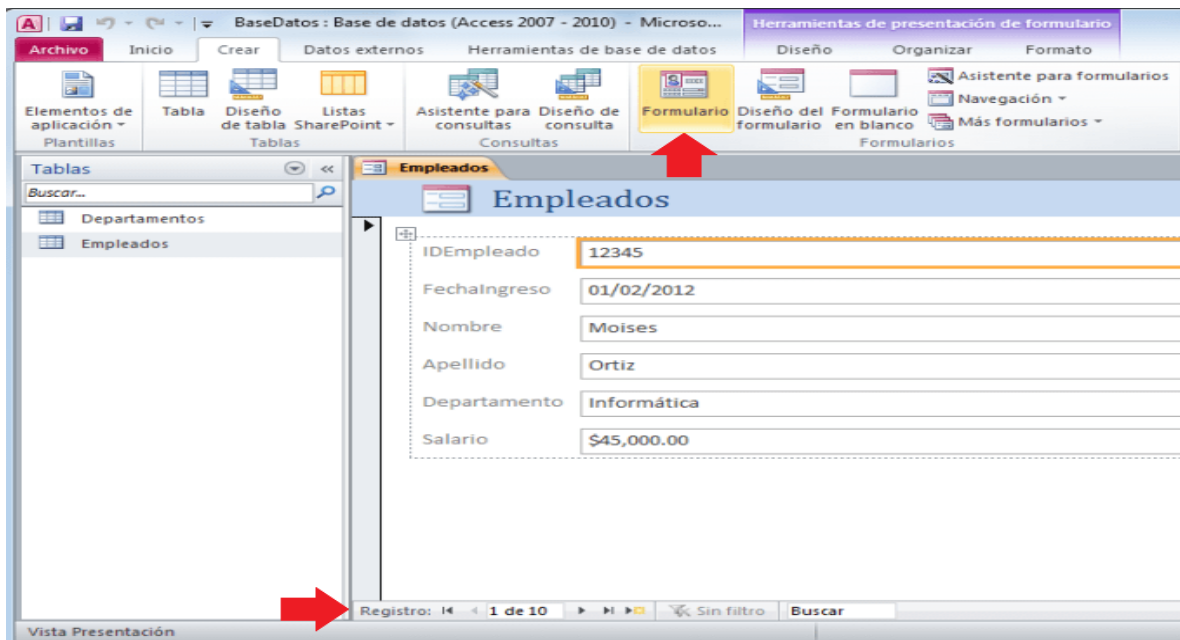 BaseDatos : Base de datos (Access 2007 - 2010) - Microso...
Herramientas de presentación de formulario
Archivo Inicio Crear Datos externos Herramientas de base de datos Diseño Organizar Formato
Elementos de aplicación
Plantillas
Tabla
Diseño de tabla
Listas SharePoint
Tablas
Asistente para consultas
Diseño de consulta
Consultas
Formulario
Diseño del formulario
Formulario en blanco
Asistente para formularios
Navegación
Más formularios
Formularios
Tablas
Buscar...
Departamentos
Empleados
Empleados
Empleados
IDEmpleado 12345
FechaIngreso 01/02/2012
Nombre Moises
Apellido Ortiz
Departamento Informática
Salario $45,000.00
Registro: 1 de 10 Sin filtro Buscar
Vista Presentación